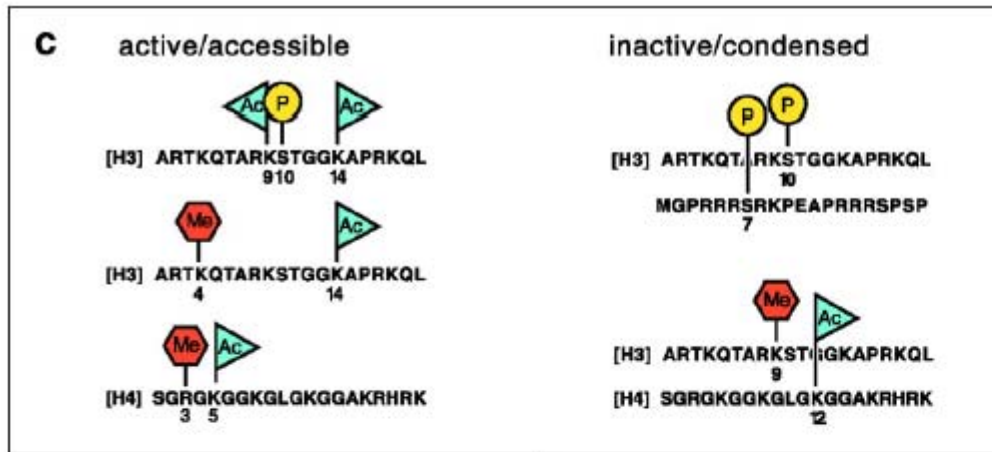 C active/accessible
Ac P Ac
[H3] ARTKQTARKSTGGKAPRKQL
9 10 14
Me Ac
[H3] ARTKQTARKSTGGKAPRKQL
4 14
Me Ac
[H4] SGRGKGGKGLGKGGAKRHRK
3 5
inactive/condensed
P P
[H3] ARTKQTARKSTGGKAPRKQL
10
MGPRRRSRKPEAPRRRSPSP
7
Me Ac
[H3] ARTKQTARKSTGGKAPRKQL
9
[H4] SGRGKGGKGLGKGGAKRHRK
12